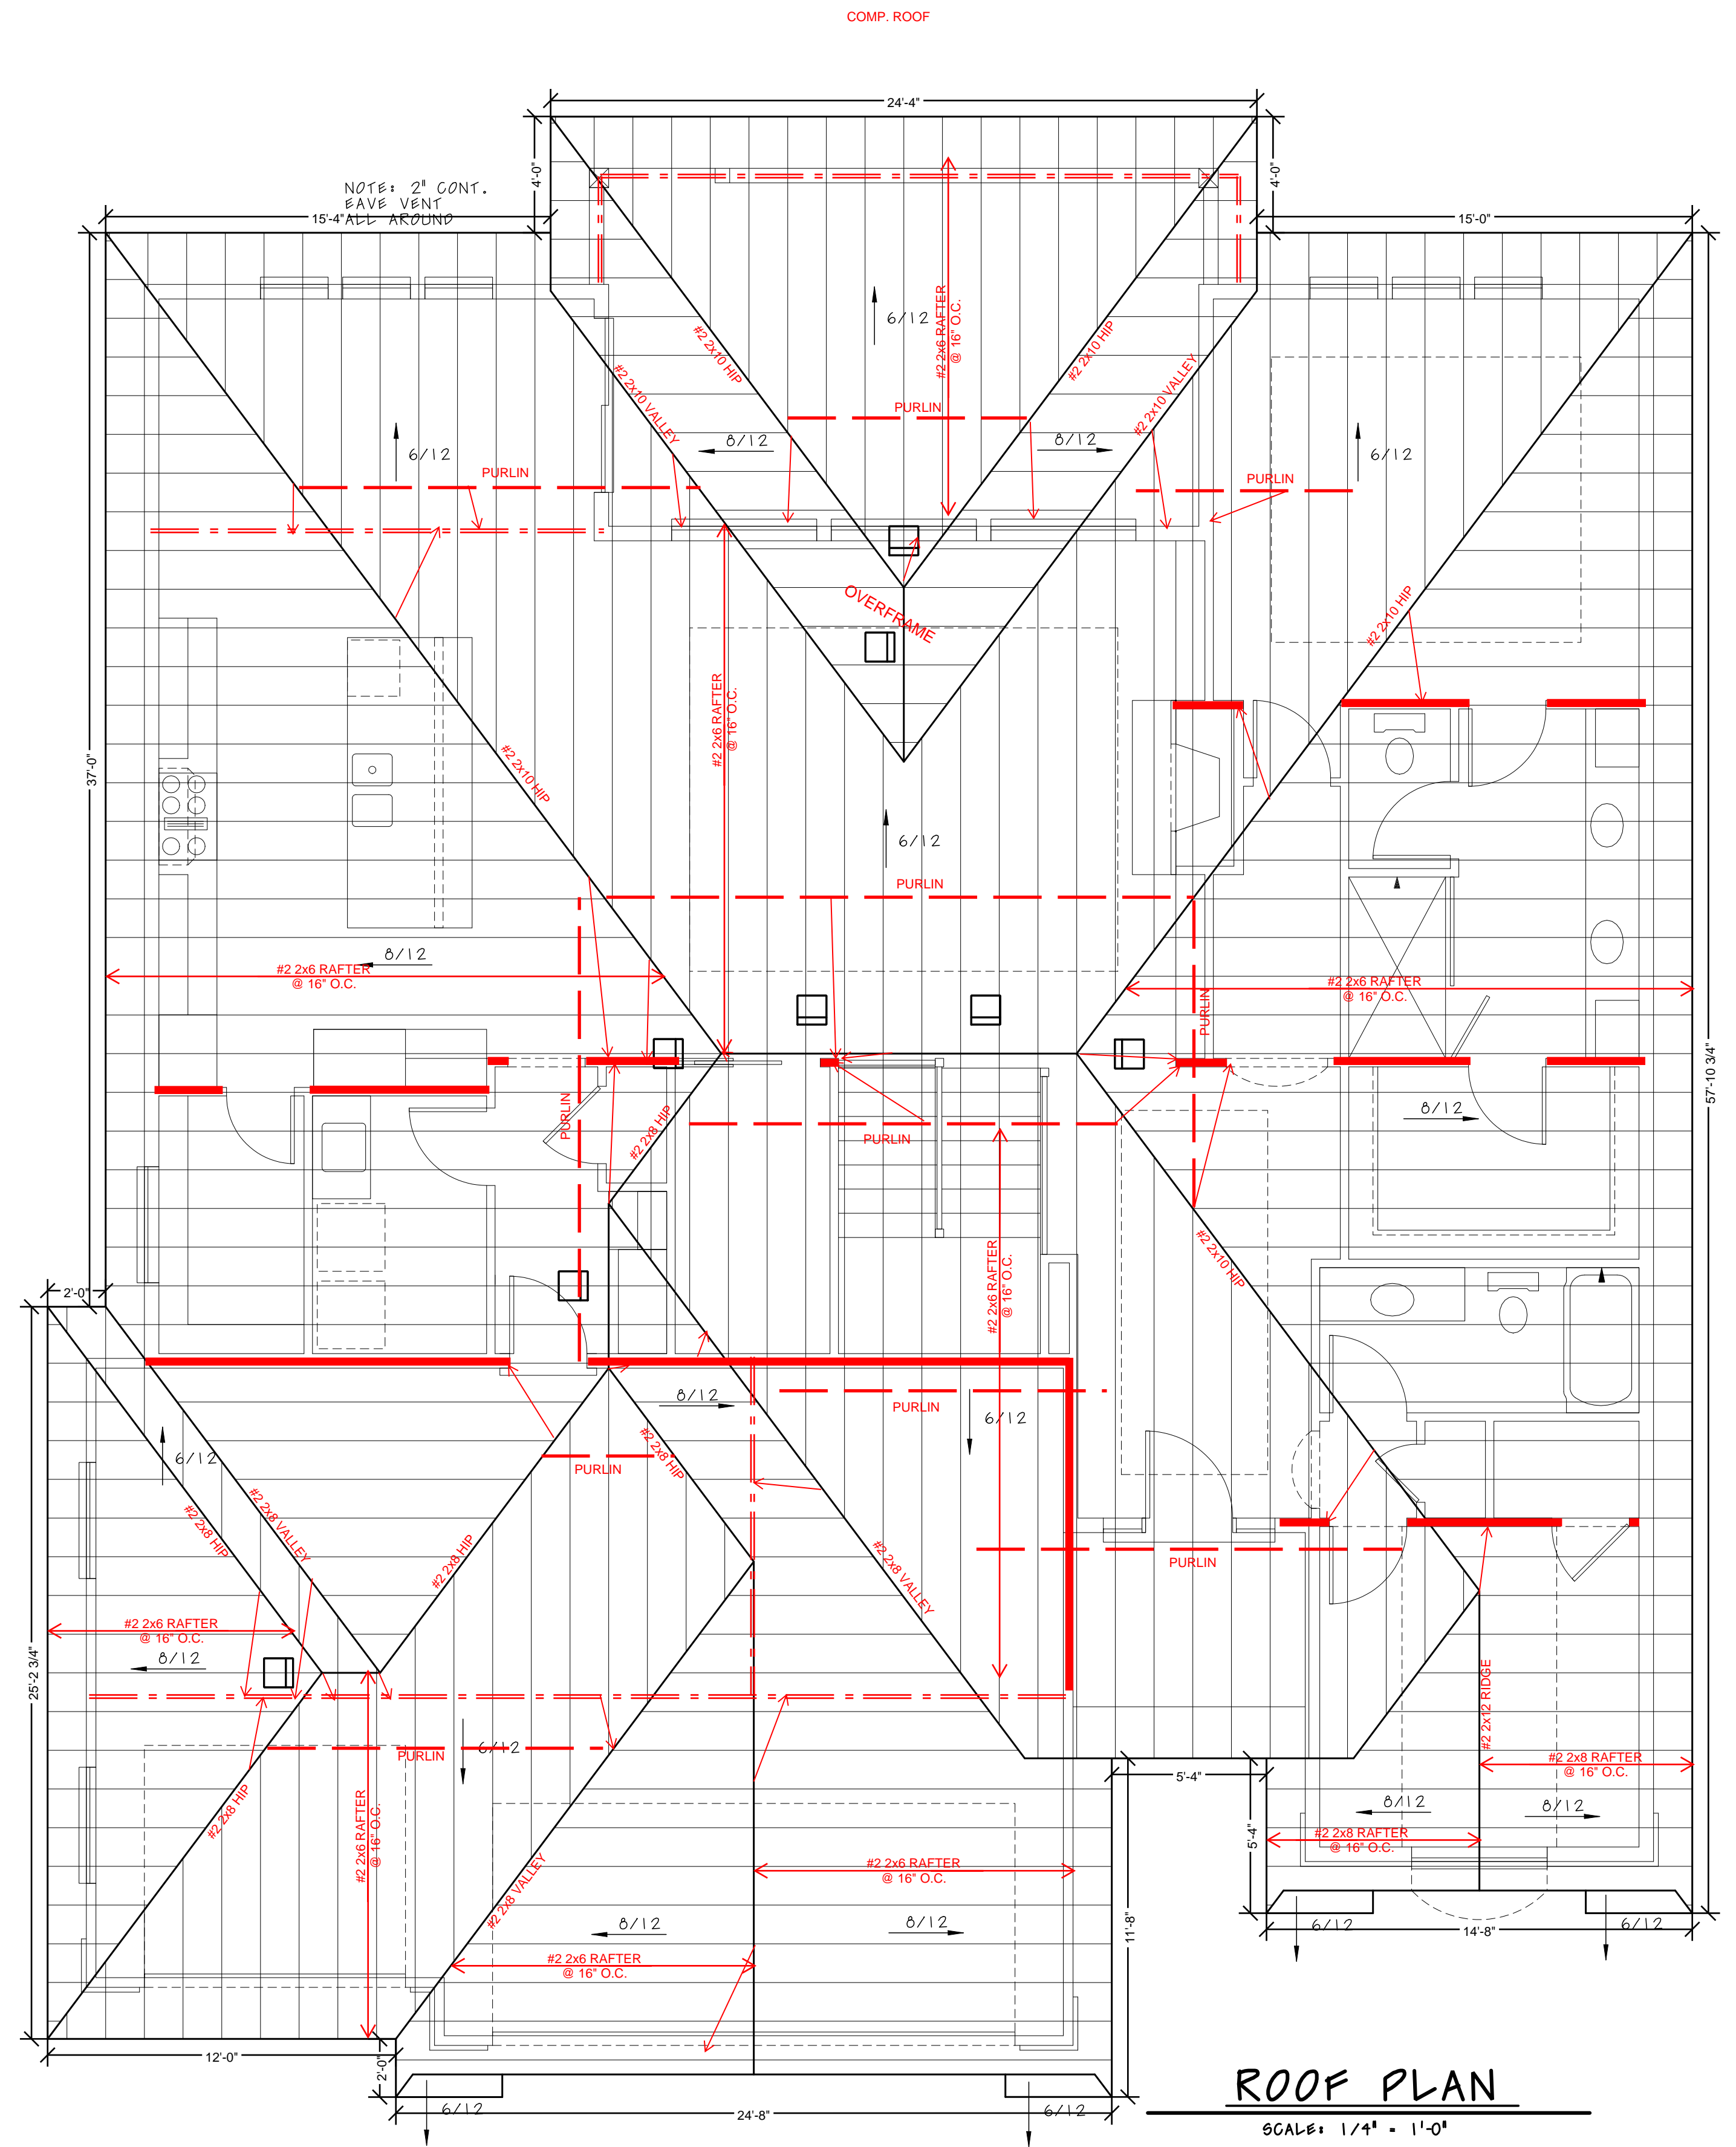 COMP. ROOF
24'-4"
4'-0"
4'-0"
NOTE: 2" CONT.
EAVE VENT
ALL AROUND
15'-4"
15'-0"
#2 2x10 HIP
#2 2x6 RAFTER
@ 16" O.C.
6/12
#2 2x10 HIP
#2 2x10 VALLEY
#2 2x10 VALLEY
PURLIN
8/12
8/12
6/12
6/12
PURLIN
PURLIN
OVERFRAME
#2 2x10 HIP
#2 2x6 RAFTER
@ 16" O.C.
37'-0"
#2 2x10 HIP
6/12
PURLIN
8/12
#2 2x6 RAFTER
@ 16" O.C.
#2 2x6 RAFTER
@ 16" O.C.
PURLIN
57'-10 3/4"
PURLIN
#2 2x8 HIP
PURLIN
8/12
#2 2x6 RAFTER
@ 16" O.C.
#2 2x10 HIP
2'-0"
8/12
PURLIN
6/12
6/12
#2 2x8 HIP
PURLIN
#2 2x8 HIP
#2 2x8 VALLEY
#2 2x8 HIP
#2 2x8 VALLEY
PURLIN
#2 2x6 RAFTER
@ 16" O.C.
8/12
25'-2 3/4"
#2 2x12 RIDGE
PURLIN
6/12
5'-4"
#2 2x8 RAFTER
@ 16" O.C.
#2 2x8 HIP
#2 2x6 RAFTER
@ 16" O.C.
8/12
8/12
5'-4"
#2 2x8 RAFTER
@ 16" O.C.
#2 2x6 RAFTER
@ 16" O.C.
#2 2x8 VALLEY
8/12
8/12
11'-8"
6/12
14'-8"
6/12
#2 2x6 RAFTER
@ 16" O.C.
12'-0"
2'-0"
6/12
24'-8"
6/12
ROOF PLAN
SCALE: 1/4" = 1'-0"